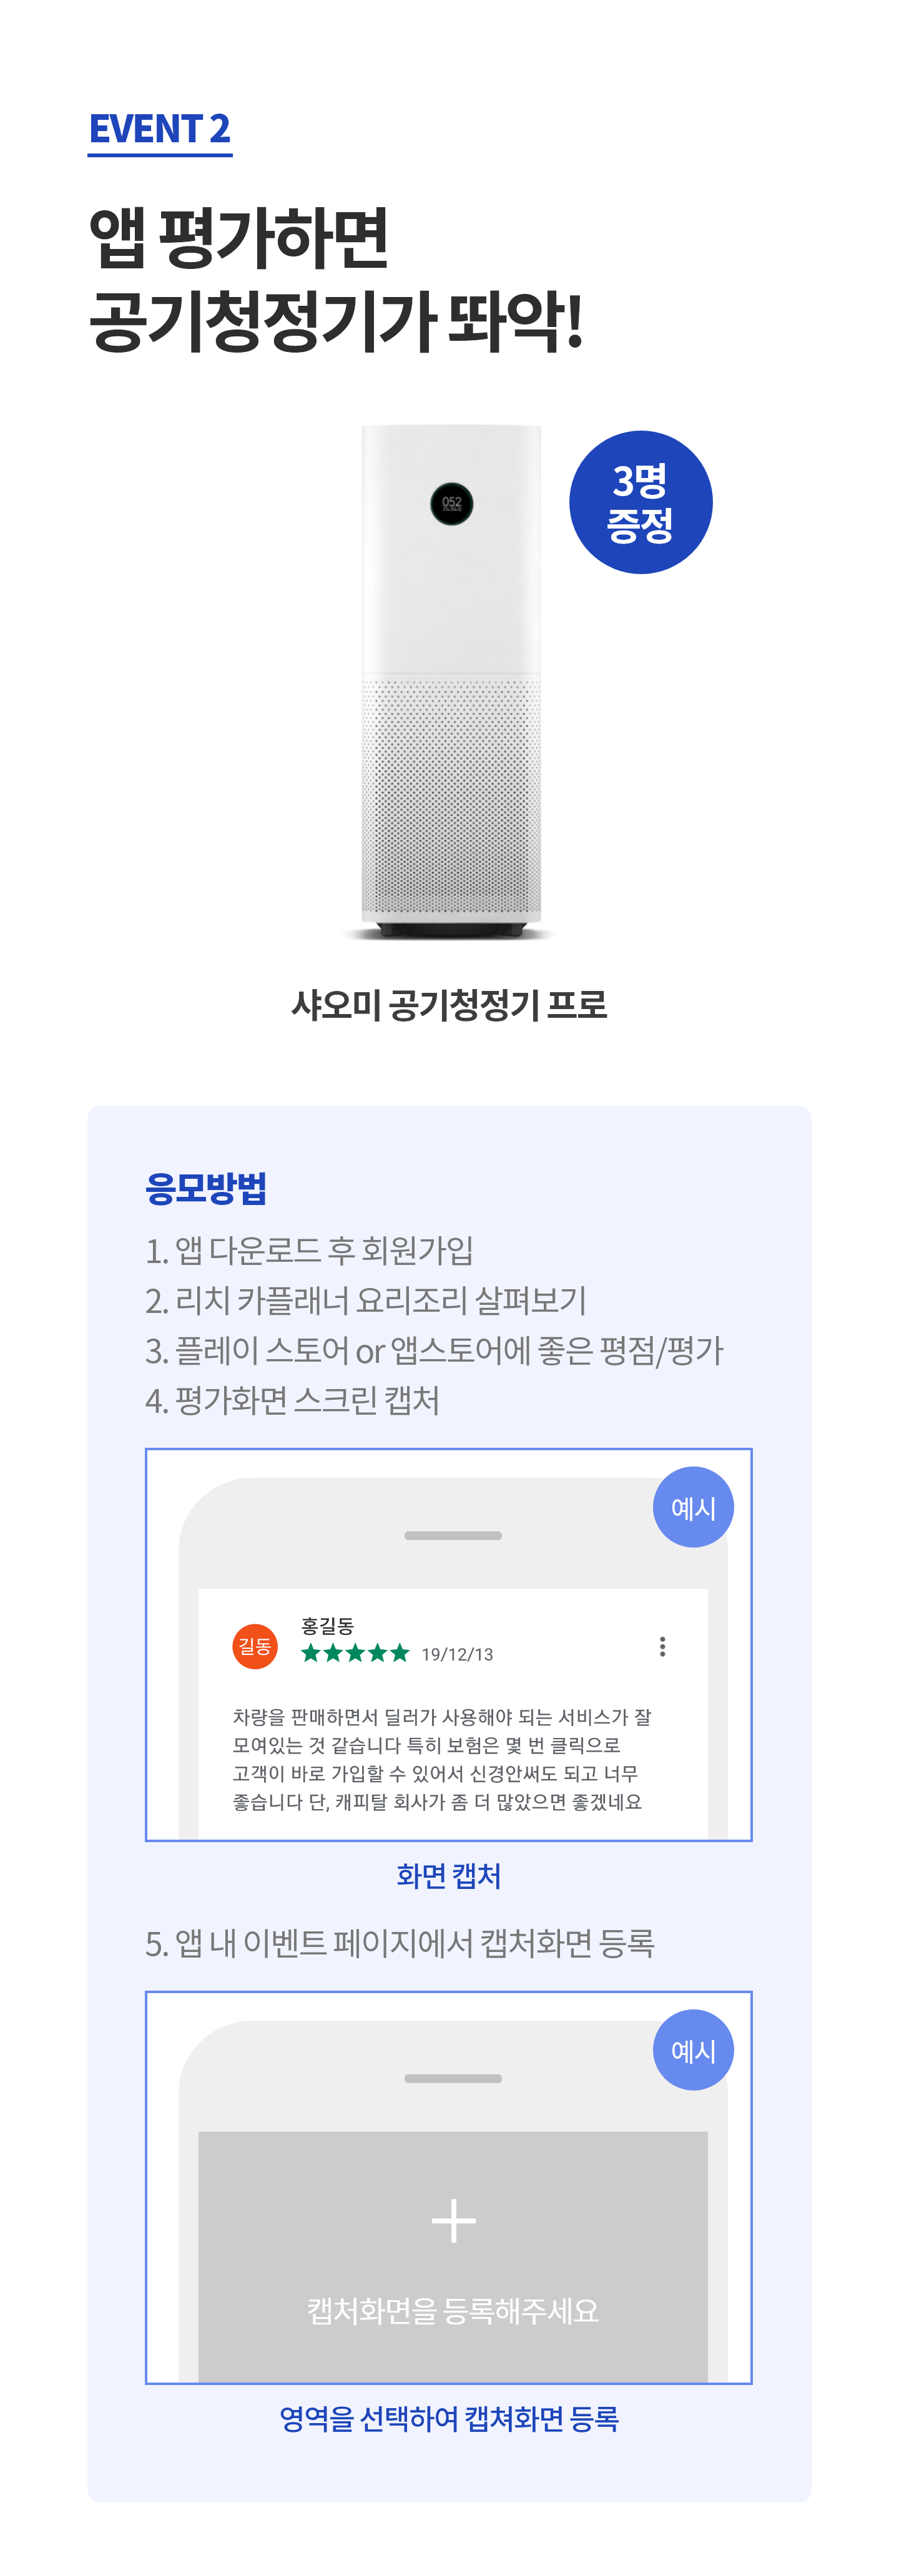 EVENT 2
앱 평가하면
공기청정기가 똬악!
052
3명
증정
샤오미 공기청정기 프로
응모방법
1. 앱 다운로드 후 회원가입
2. 리치 카플래너 요리조리 살펴보기
3. 플레이 스토어 or 앱스토어에 좋은 평점/평가
4. 평가화면 스크린 캡처
예시
길동
홍길동
★★★★★ 19/12/13
차량을 판매하면서 딜러가 사용해야 되는 서비스가 잘
모여있는 것 같습니다 특히 보험은 몇 번 클릭으로
고객이 바로 가입할 수 있어서 신경안써도 되고 너무
좋습니다 단, 캐피탈 회사가 좀 더 많았으면 좋겠네요
화면 캡처
5. 앱 내 이벤트 페이지에서 캡처화면 등록
예시
캡처화면을 등록해주세요
영역을 선택하여 캡쳐화면 등록